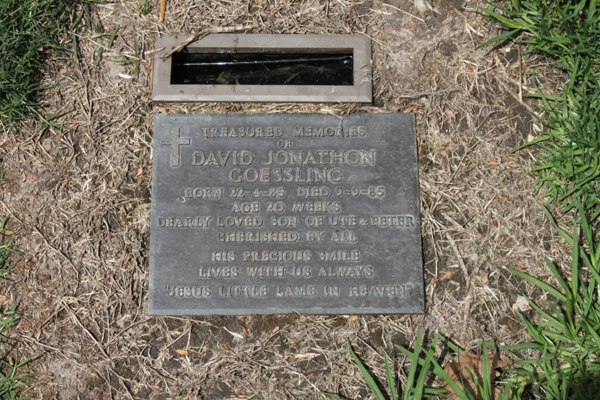 TREASURED MEMORIES
OF
DAVID JONATHON
GOESSLING
BORN 22-4-85 DIED 9-9-85
AGE 20 WEEKS
DEARLY LOVED SON OF UTE & PETER
CHERISHED BY ALL
HIS PRECIOUS SMILE
LIVES WITH US ALWAYS
"JESUS LITTLE LAMB IN HEAVEN"